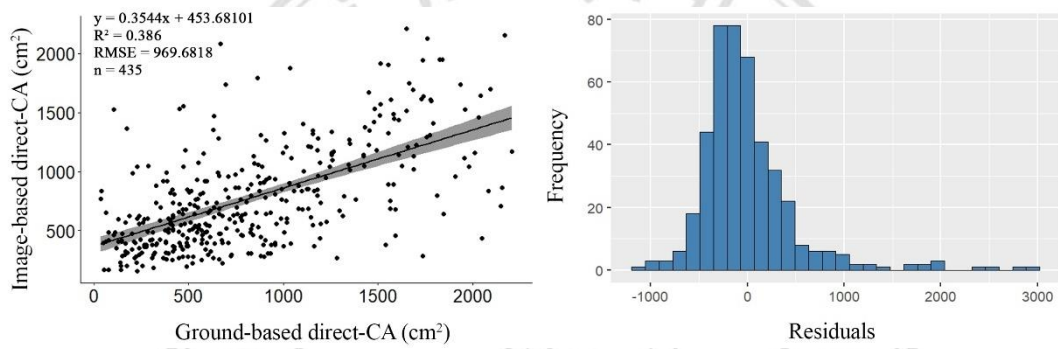 y = 0.3544x + 453.68101
R² = 0.386
RMSE = 969.6818
n = 435
2000
1500
1000
500
Image-based direct-CA (cm²)
0 500 1000 1500 2000
Ground-based direct-CA (cm²)
80
60
40
20
0
Frequency
-1000 0 1000 2000 3000
Residuals